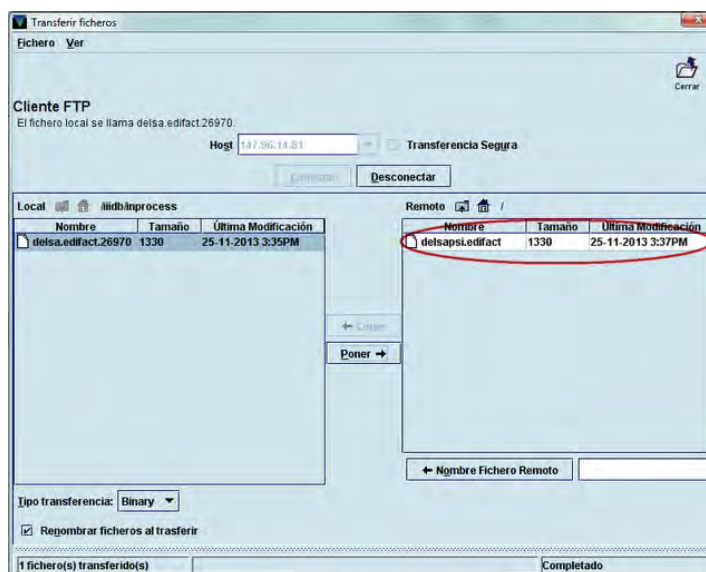 Transferir ficheros
Fichero Ver
Cerrar
Cliente FTP
El fichero local se llama delsa.edifact.26970.
Host 147.96.14.81 Transferencia Segura
Conectar Desconectar
Local /iiidb/inprocess
Nombre Tamaño Última Modificación
delsa.edifact.26970 1330 25-11-2013 3:35PM
Remoto /
Nombre Tamaño Última Modificación
delsapsi.edifact 1330 25-11-2013 3:37PM
Poner
Nombre Fichero Remoto
Tipo transferencia: Binary
Renombrar ficheros al trasferir
1 fichero(s) transferido(s) Completado